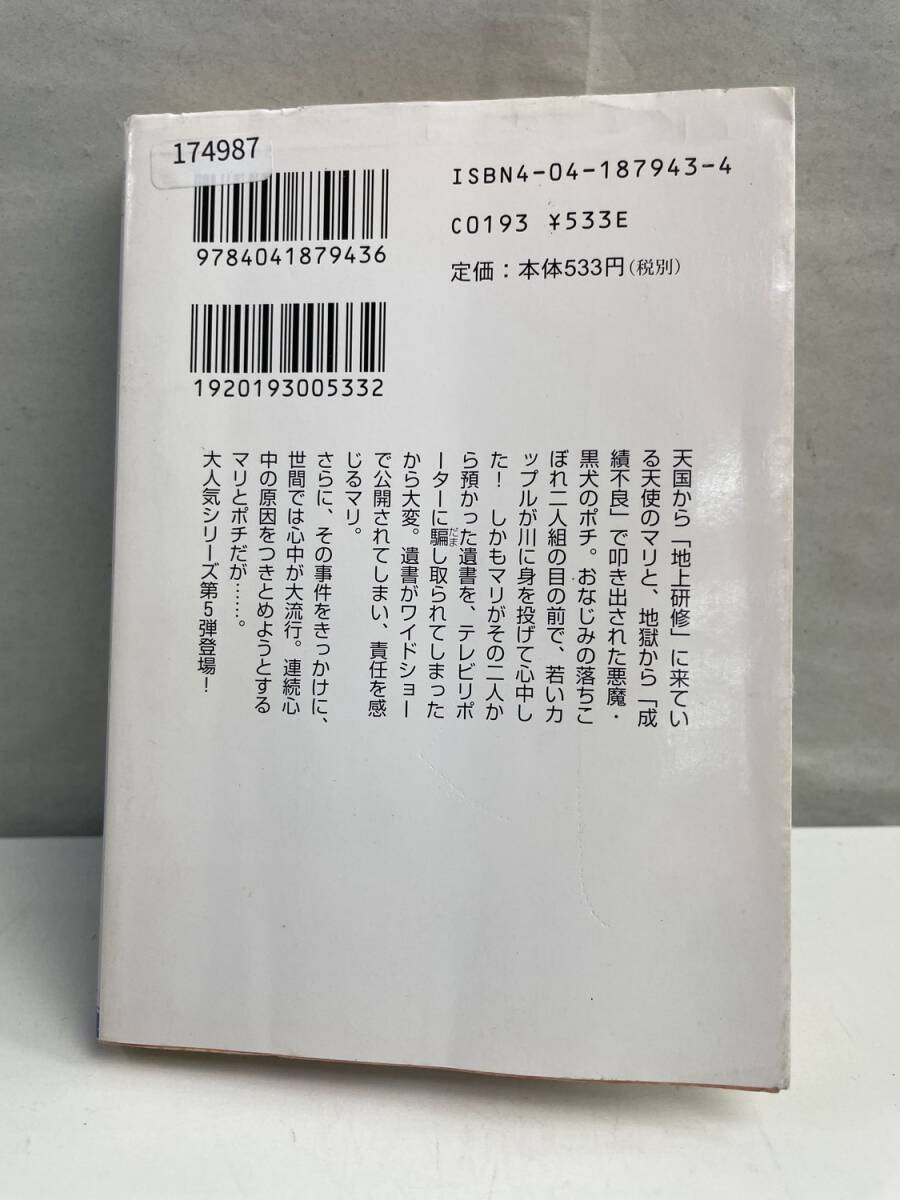 174987
9784041879436
1920193005332
ISBN4-04-187943-4
C0193 ¥533E
定価：本体533円（税別）
天国から「地上研修」に来てい
る天使のマリと、地獄から「成
績不良」で叩き出された悪魔・
黒犬のポチ。おなじみの落ちこ
ぼれ二人組の目の前で、若いカ
ップルが川に身を投げて心中し
た！　しかもマリがその二人か
ら預かった遺書を、テレビリポ
ーターに騙だまし取られてしまった
から大変。遺書がワイドショー
で公開されてしまい、責任を感
じるマリ。
さらに、その事件をきっかけに、
世間では心中が大流行。連続心
中の原因をつきとめようとする
マリとポチだが……。
大人気シリーズ第5弾登場！